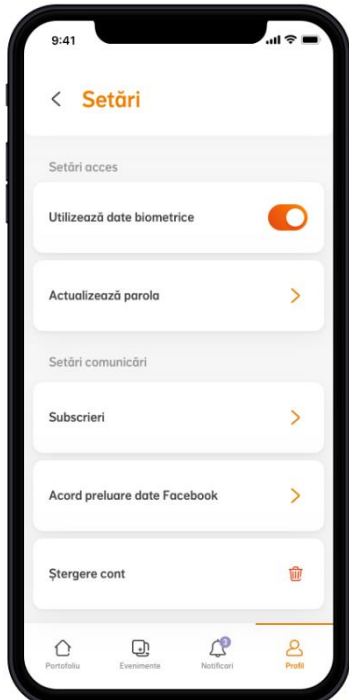 9:41
Setări
Setări acces
Utilizează date biometrice
Actualizează parola
Setări comunicări
Subscrieri
Acord preluare date Facebook
Ștergere cont
3
Portofoliu Evenimente Notificari Profil